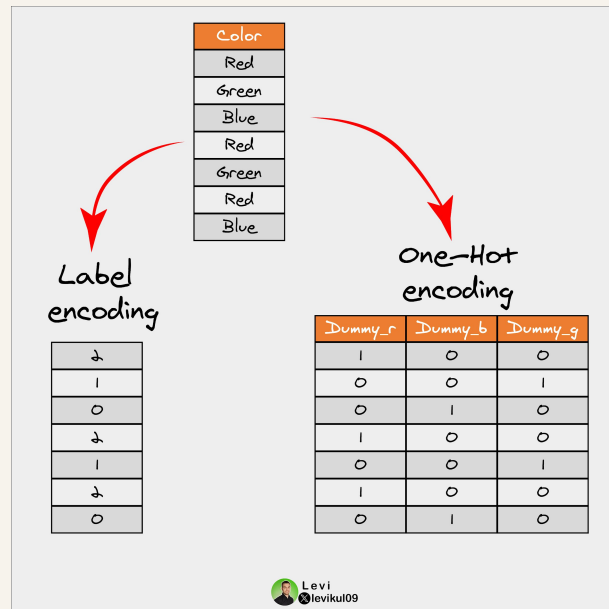 Color
Red
Green
Blue
Red
Green
Red
Blue
Label
encoding
2
1
0
2
1
2
0
One-Hot
encoding
Dummy_r Dummy_b Dummy_g
1 0 0
0 0 1
0 1 0
1 0 0
0 0 1
1 0 0
0 1 0
Levi
X levikul09